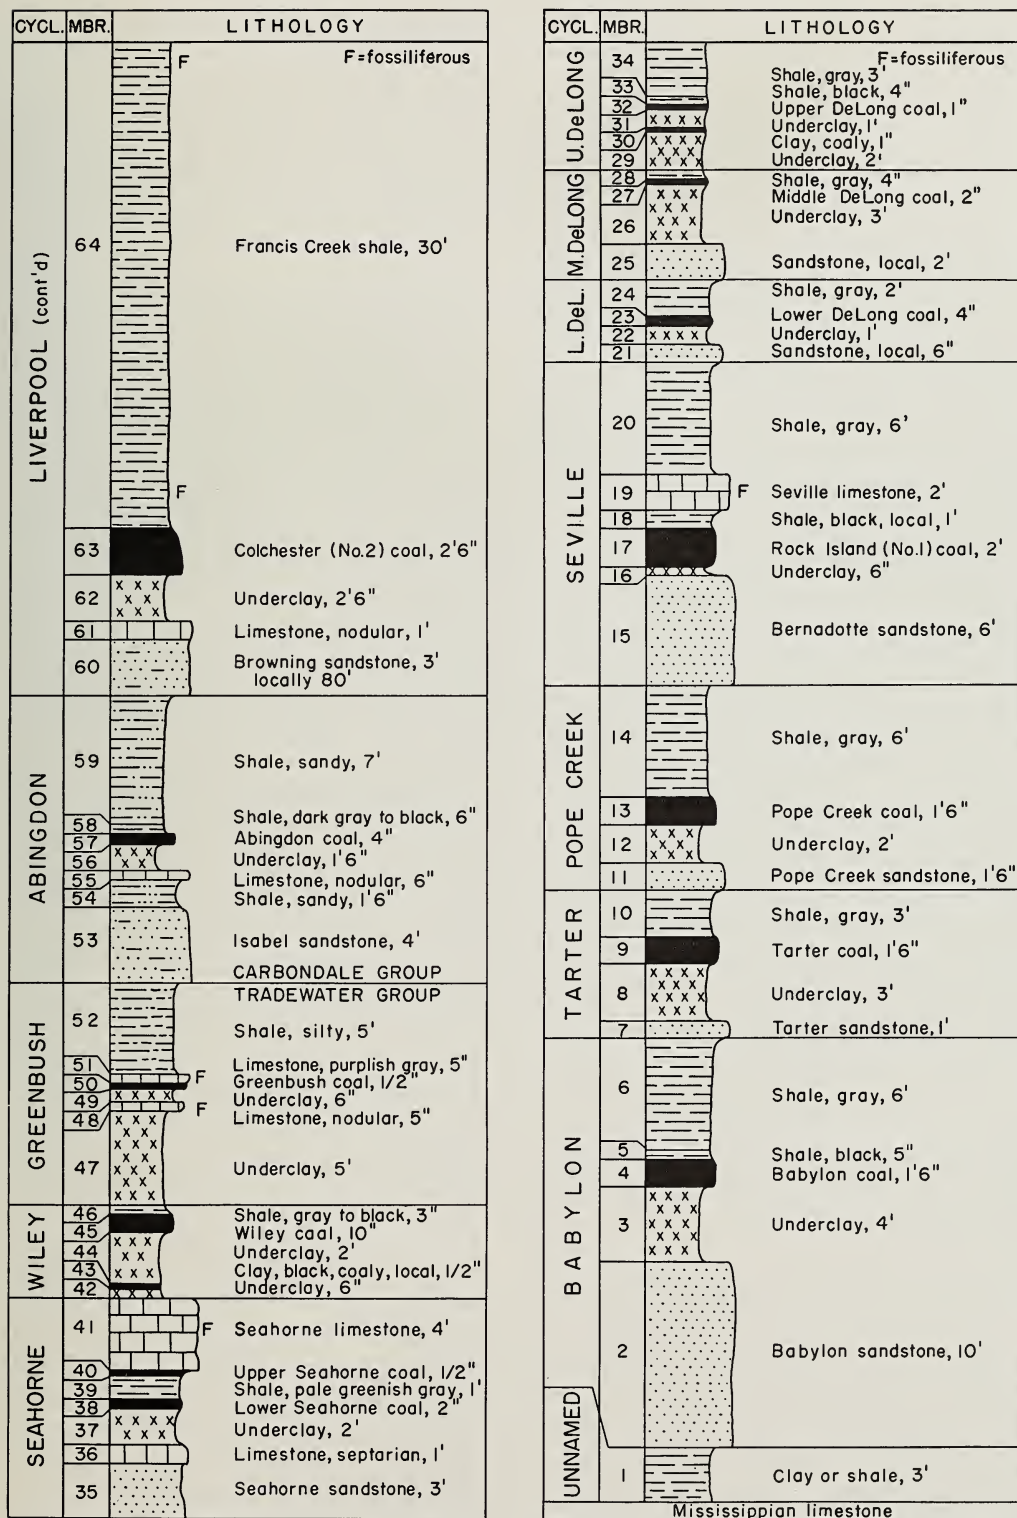 CYCL. MBR. LITHOLOGY
F F=fossiliferous
LIVERPOOL (cont'd)
64 Francis Creek shale, 30'
F
63 Colchester (No.2) coal, 2'6"
62 Underclay, 2'6"
61 Limestone, nodular, 1'
60 Browning sandstone, 3'
locally 80'
ABINGDON
59 Shale, sandy, 7'
58 Shale, dark gray to black, 6"
57 Abingdon coal, 4"
56 Underclay, 1'6"
55 Limestone, nodular, 6"
54 Shale, sandy, 1'6"
53 Isabel sandstone, 4'
CARBONDALE GROUP
TRADEWATER GROUP
GREENBUSH
52 Shale, silty, 5'
51 F Limestone, purplish gray, 5"
50 Greenbush coal, 1/2"
49 Underclay, 6"
48 F Limestone, nodular, 5"
47 Underclay, 5'
WILEY
46 Shale, gray to black, 3"
45 Wiley coal, 10"
44 Underclay, 2'
43 Clay, black, coaly, local, 1/2"
42 Underclay, 6"
SEAHORNE
41 F Seahorne limestone, 4'
40 Upper Seahorne coal, 1/2"
39 Shale, pale greenish gray, 1'
38 Lower Seahorne coal, 2"
37 Underclay, 2'
36 Limestone, septarian, 1'
35 Seahorne sandstone, 3'
CYCL. MBR. LITHOLOGY
F=fossiliferous
U. DeLONG
34 Shale, gray, 3'
33 Shale, black, 4"
32 Upper DeLong coal, 1"
31 Underclay, 1'
30 Clay, coaly, 1"
29 Underclay, 2'
M. DeLONG
28 Shale, gray, 4"
27 Middle DeLong coal, 2"
26 Underclay, 3'
25 Sandstone, local, 2'
L. DeL.
24 Shale, gray, 2'
23 Lower DeLong coal, 4"
22 Underclay, 1'
21 Sandstone, local, 6"
SEVILLE
20 Shale, gray, 6'
19 F Seville limestone, 2'
18 Shale, black, local, 1'
17 Rock Island (No.1) coal, 2'
16 Underclay, 6"
15 Bernadotte sandstone, 6'
POPE CREEK
14 Shale, gray, 6'
13 Pope Creek coal, 1'6"
12 Underclay, 2'
11 Pope Creek sandstone, 1'6"
TARTER
10 Shale, gray, 3'
9 Tarter coal, 1'6"
8 Underclay, 3'
7 Tarter sandstone, 1'
BABYLON
6 Shale, gray, 6'
5 Shale, black, 5"
4 Babylon coal, 1'6"
3 Underclay, 4'
2 Babylon sandstone, 10'
UNNAMED
1 Clay or shale, 3'
Mississippian limestone